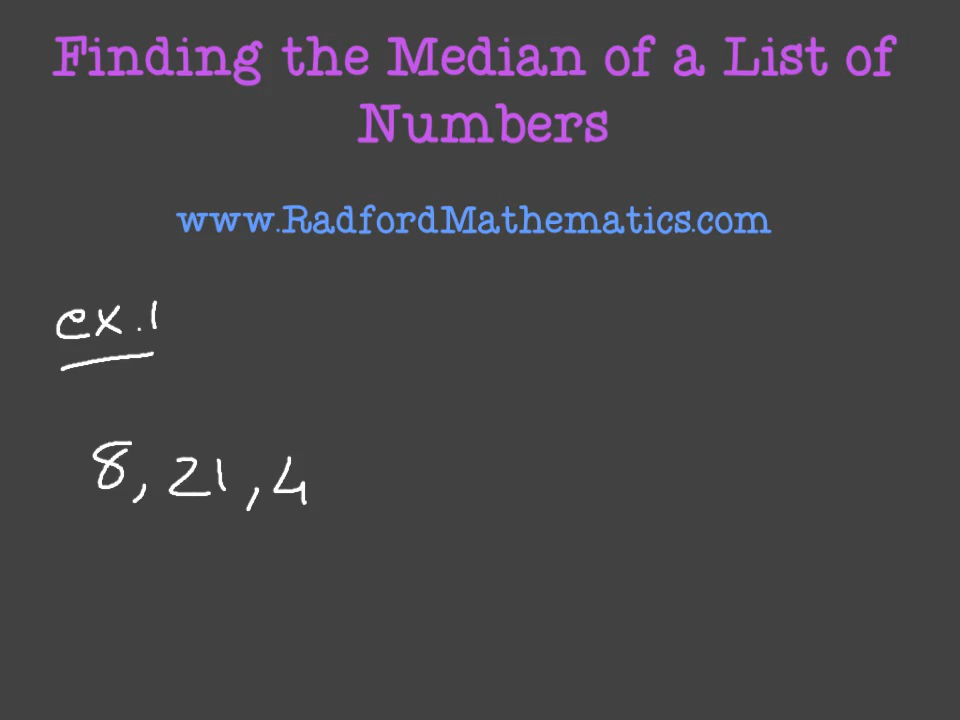 Finding the Median of a List of
Numbers
www.RadfordMathematics.com
ex.1
8, 21, 4